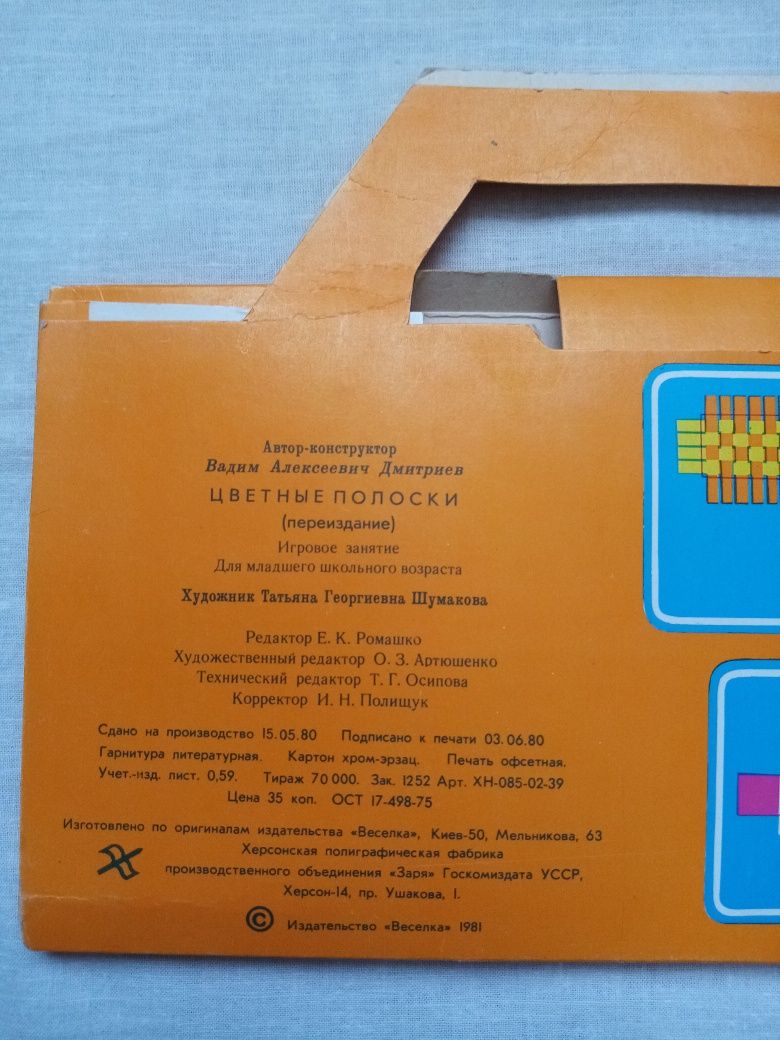 Автор-конструктор
Вадим Алексеевич Дмитриев
ЦВЕТНЫЕ ПОЛОСКИ
(переиздание)
Игровое занятие
Для младшего школьного возраста
Художник Татьяна Георгиевна Шумакова
Редактор Е. К. Ромашко
Художественный редактор О. З. Артюшенко
Технический редактор Т. Г. Осипова
Корректор И. Н. Полищук
Сдано на производство 15.05.80 Подписано к печати 03.06.80
Гарнитура литературная. Картон хром-эрзац. Печать офсетная.
Учет.-изд. лист. 0,59. Тираж 70 000. Зак. 1252 Арт. ХН-085-02-39
Цена 35 коп. ОСТ 17-498-75
Изготовлено по оригиналам издательства «Веселка», Киев-50, Мельникова, 63
Херсонская полиграфическая фабрика
производственного объединения «Заря» Госкомиздата УССР,
Херсон-14, пр. Ушакова, 1.
© Издательство «Веселка» 1981